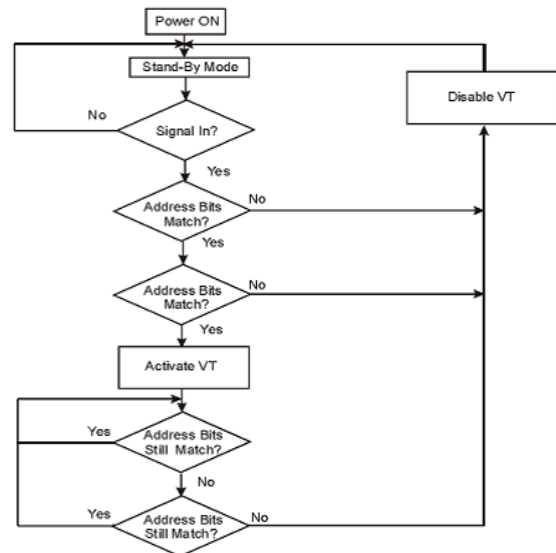 Power ON
Stand-By Mode
Disable VT
No
Signal In?
Yes
Address Bits
Match?
No
Yes
Address Bits
Match?
No
Yes
Activate VT
Yes
Address Bits
Still Match?
No
Yes
Address Bits
Still Match?
No